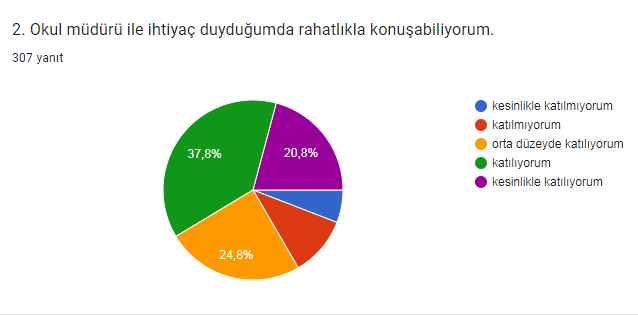 2. Okul müdürü ile ihtiyaç duyduğumda rahatlıkla konuşabiliyorum.
307 yanıt
37,8%
20,8%
24,8%
kesinlikle katılmıyorum
katılmıyorum
orta düzeyde katılıyorum
katılıyorum
kesinlikle katılıyorum